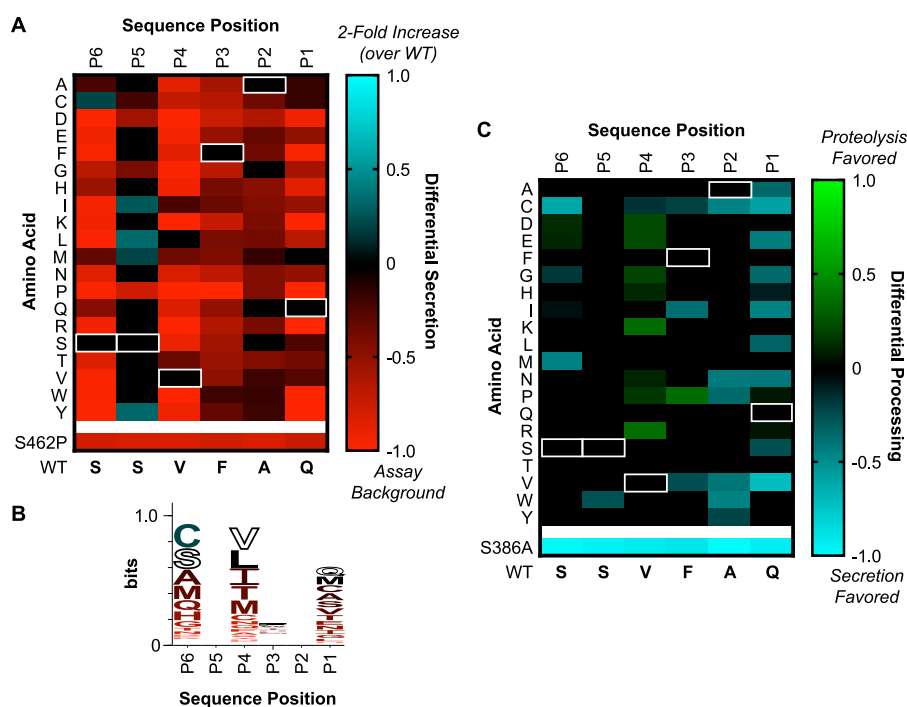 A
Sequence Position
P6 P5 P4 P3 P2 P1
2-Fold Increase
(over WT)
Amino Acid
A
C
D
E
F
G
H
I
K
L
M
N
P
Q
R
S
T
V
W
Y
S462P
WT S S V F A Q
1.0
0.5
0
-0.5
-1.0
Differential Secretion
Assay
Background
B
1.0
bits
0
C
S
A
M
Q
V
L
I
T
M
Q
M
C
A
S
V
P6 P5 P4 P3 P2 P1
Sequence Position
C
Sequence Position
P6 P5 P4 P3 P2 P1
Proteolysis
Favored
Amino Acid
A
C
D
E
F
G
H
I
K
L
M
N
P
Q
R
S
T
V
W
Y
S386A
WT S S V F A Q
1.0
0.5
0
-0.5
-1.0
Differential Processing
Secretion
Favored